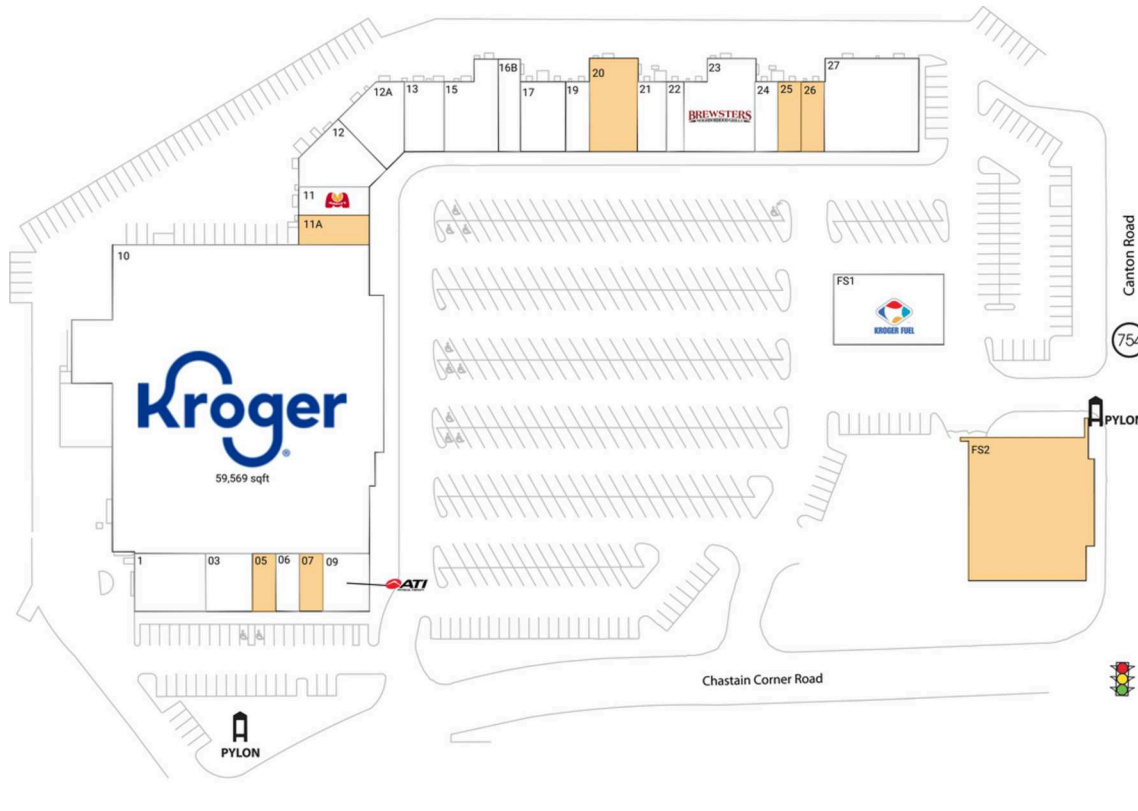 16B
20
23
27
12A
13
15
17
19
21
22
24
25
26
BREWSTERS
12
11
11A
10
Canton Road
FS1
KROGER FUEL
754
Kroger
59,569 sqft
PYLON
FS2
1
03
05
06
07
09
ATI
Chastain Corner Road
PYLON